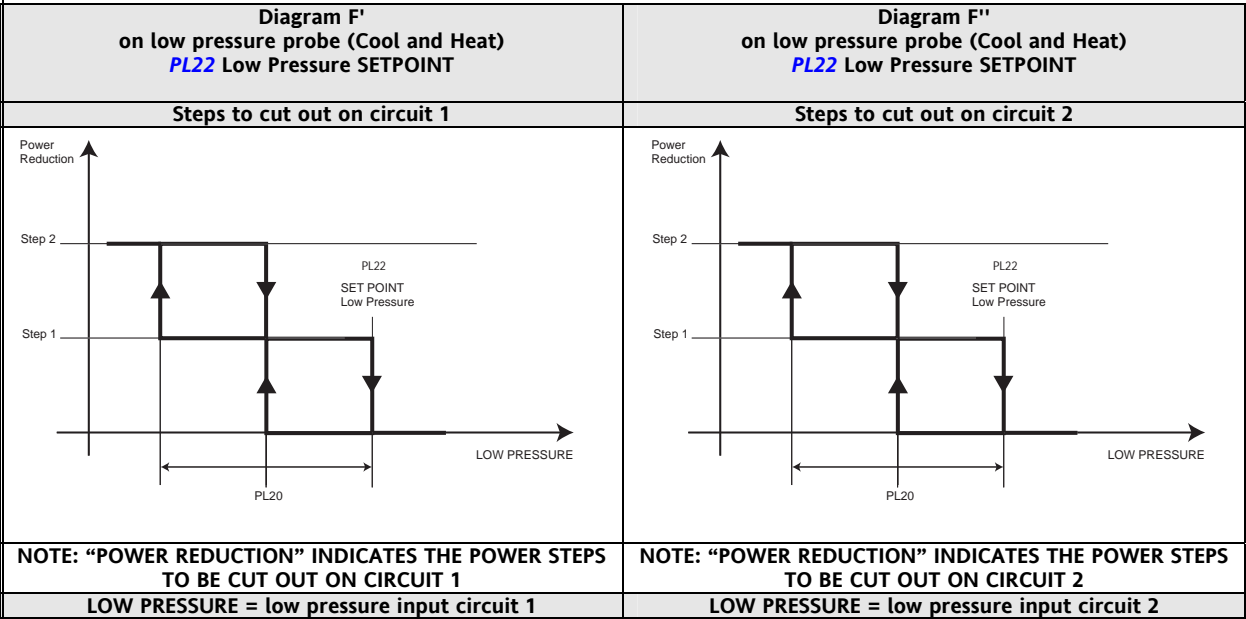 Diagram F'
on low pressure probe (Cool and Heat)
PL22 Low Pressure SETPOINT
Steps to cut out on circuit 1
Power
Reduction
Step 2
PL22
SET POINT
Low Pressure
Step 1
LOW PRESSURE
PL20
NOTE: “POWER REDUCTION” INDICATES THE POWER STEPS
TO BE CUT OUT ON CIRCUIT 1
LOW PRESSURE = low pressure input circuit 1
Diagram F''
on low pressure probe (Cool and Heat)
PL22 Low Pressure SETPOINT
Steps to cut out on circuit 2
Power
Reduction
Step 2
PL22
SET POINT
Low Pressure
Step 1
LOW PRESSURE
PL20
NOTE: “POWER REDUCTION” INDICATES THE POWER STEPS
TO BE CUT OUT ON CIRCUIT 2
LOW PRESSURE = low pressure input circuit 2